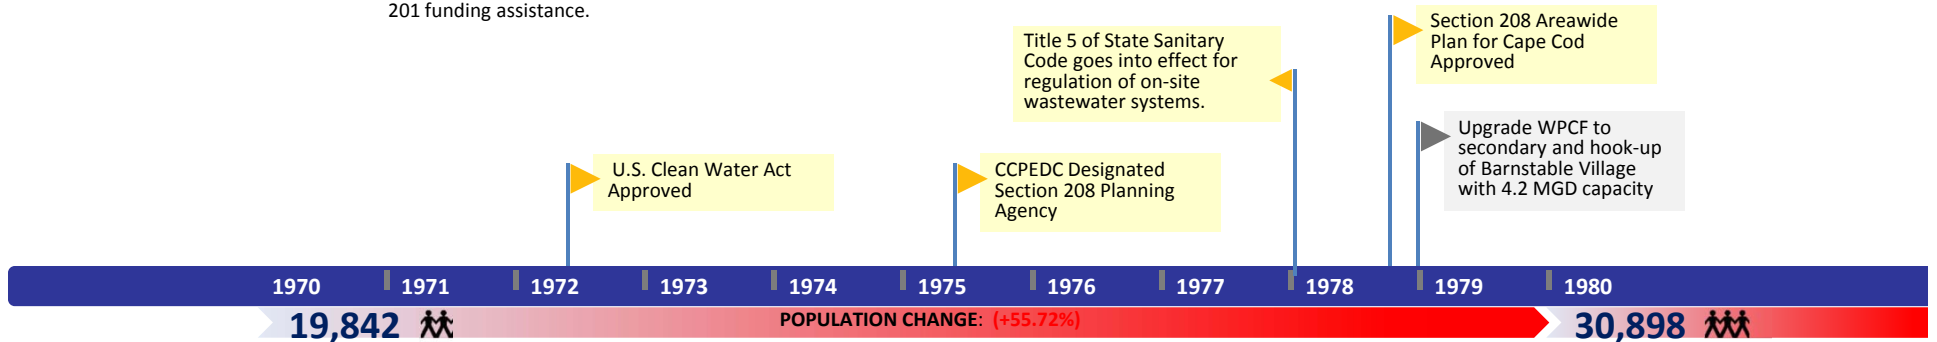 201 funding assistance.
Title 5 of State Sanitary
Code goes into effect for
regulation of on-site
wastewater systems.
Section 208 Areawide
Plan for Cape Cod
Approved
Upgrade WPCF to
secondary and hook-up
of Barnstable Village
with 4.2 MGD capacity
U.S. Clean Water Act
Approved
CCPEDC Designated
Section 208 Planning
Agency
1970 1971 1972 1973 1974 1975 1976 1977 1978 1979 1980
19,842 POPULATION CHANGE: (+55.72%) 30,898